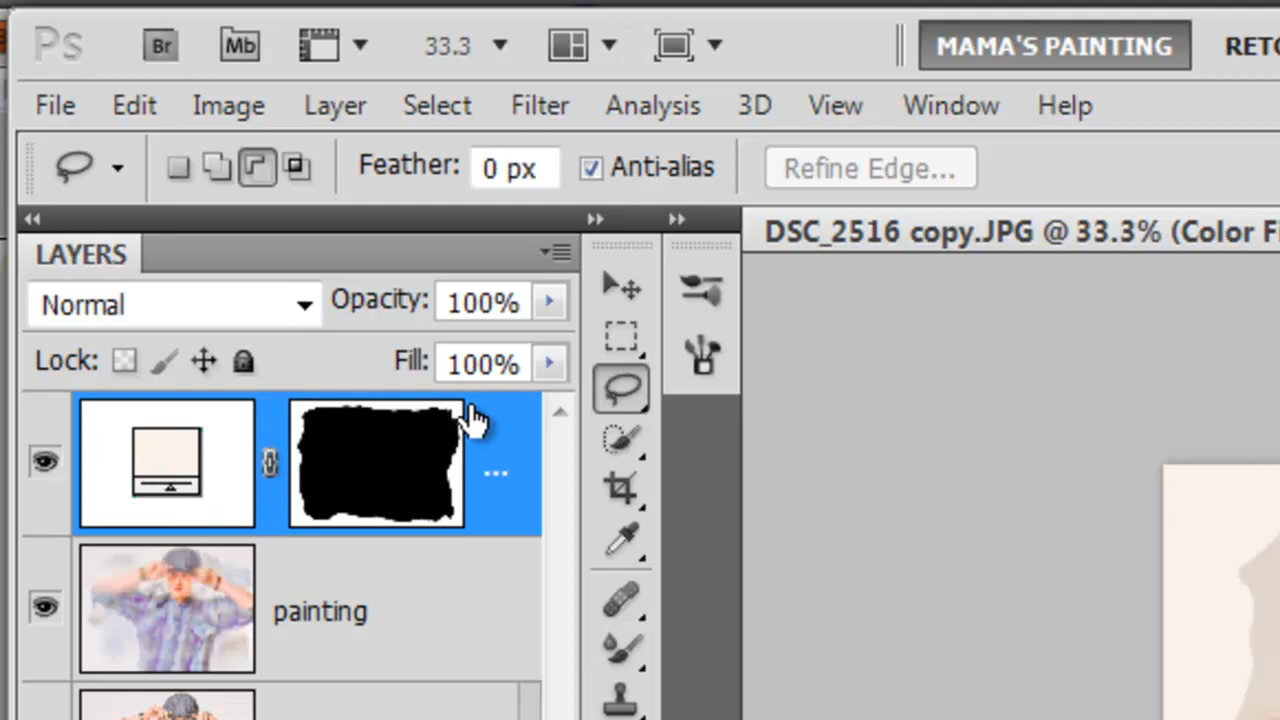 Ps Br Mb 33.3 MAMA'S PAINTING
File Edit Image Layer Select Filter Analysis 3D View Window Help
Feather: 0 px Anti-alias Refine Edge...
LAYERS
DSC_2516 copy.JPG @ 33.3% (Color
Normal Opacity: 100%
Lock: Fill: 100%
...
painting